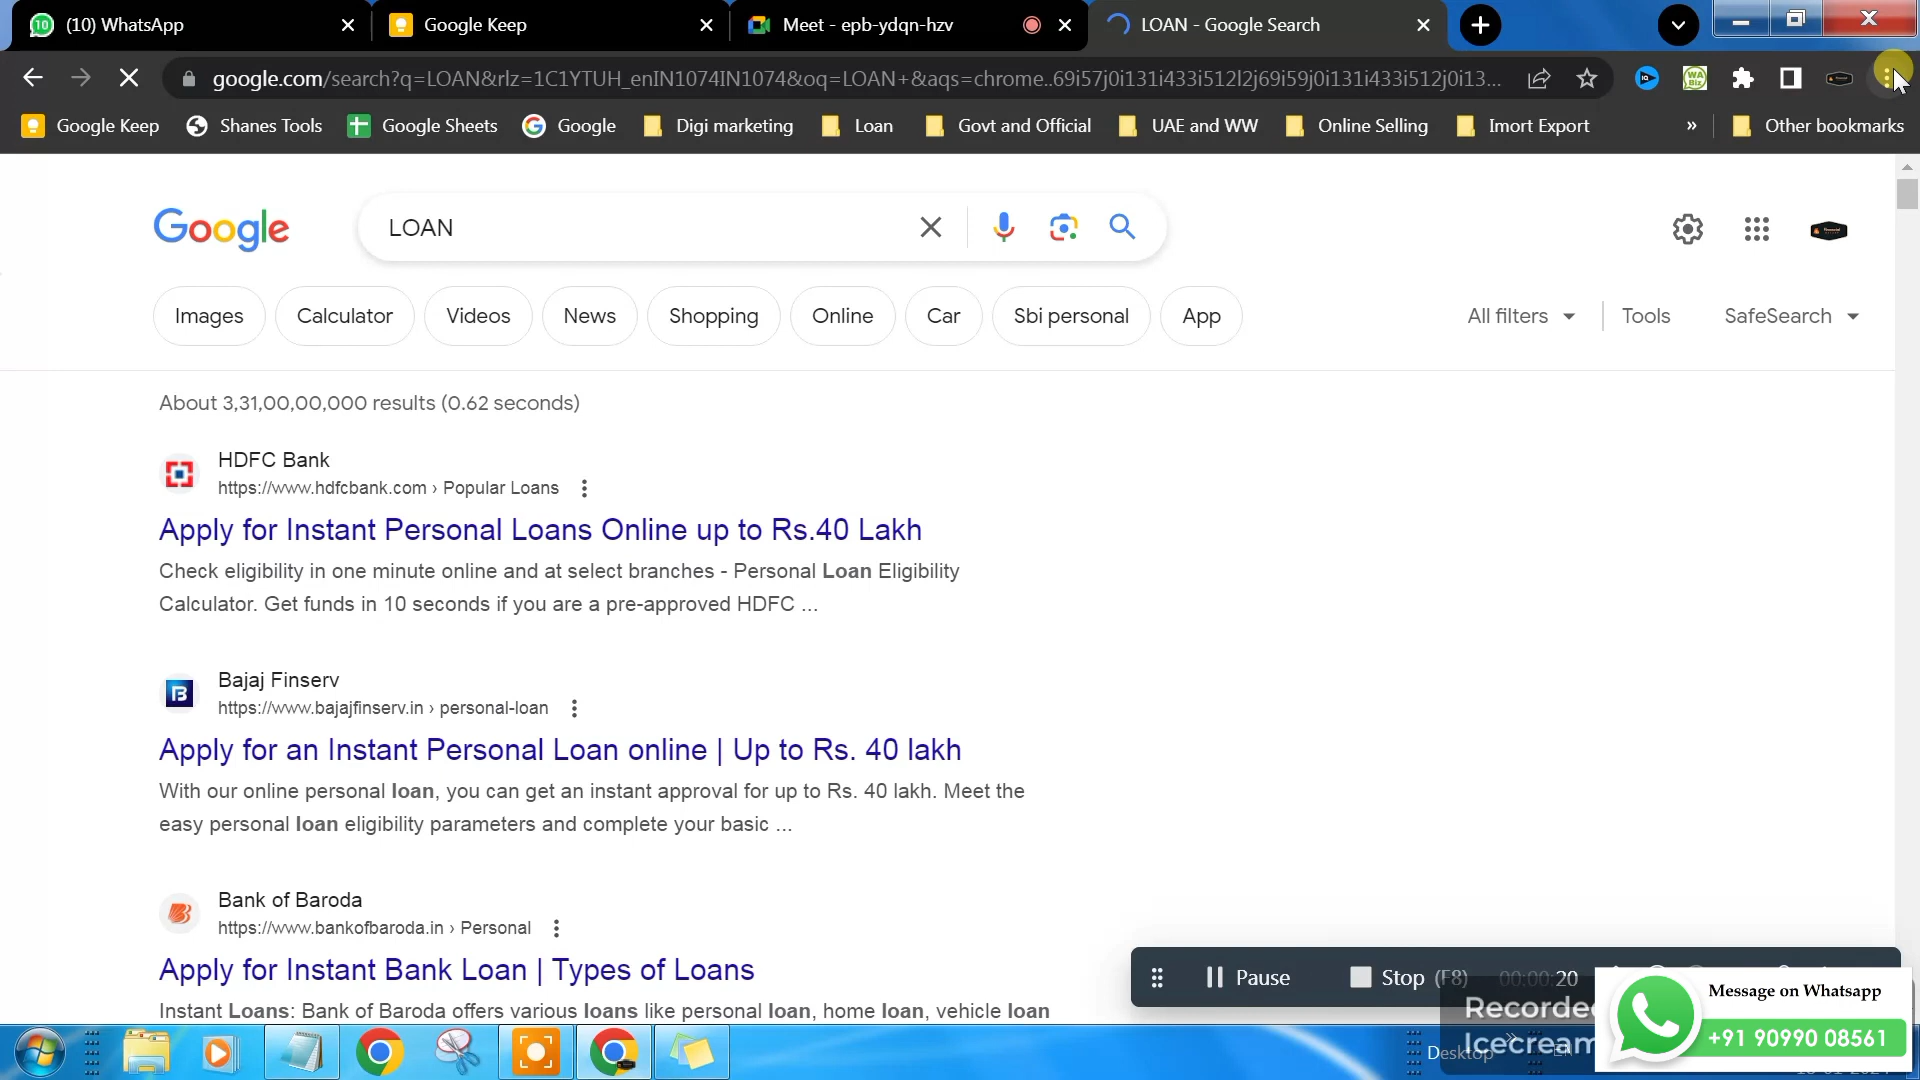 (10) WhatsApp
Google Keep
Meet - epb-ydqn-hzv
LOAN - Google Search
google.com/search?q=LOAN&rlz=1C1YTUH_enIN1074IN1074&oq=LOAN+&aqs=chrome..69i57j0i131i433i512l2j69i59j0i131i433i512j0i13...
Google Keep
Shanes Tools
Google Sheets
Google
Digi marketing
Loan
Govt and Official
UAE and WW
Online Selling
Imort Export
»
Other bookmarks
Google
LOAN
Images
Calculator
Videos
News
Shopping
Online
Car
Sbi personal
App
All filters
Tools
SafeSearch
About 3,31,00,00,000 results (0.62 seconds)
HDFC Bank
https://www.hdfcbank.com › Popular Loans
Apply for Instant Personal Loans Online up to Rs.40 Lakh
Check eligibility in one minute online and at select branches - Personal Loan Eligibility
Calculator. Get funds in 10 seconds if you are a pre-approved HDFC ...
Bajaj Finserv
https://www.bajajfinserv.in › personal-loan
Apply for an Instant Personal Loan online | Up to Rs. 40 lakh
With our online personal loan, you can get an instant approval for up to Rs. 40 lakh. Meet the
easy personal loan eligibility parameters and complete your basic ...
Bank of Baroda
https://www.bankofbaroda.in › Personal
Apply for Instant Bank Loan | Types of Loans
Instant Loans: Bank of Baroda offers various loans like personal loan, home loan, vehicle loan
Pause
Stop (F8)
00:00:20
Recorded
Icecream
Desktop
EN
Message on Whatsapp
+91 90990 08561